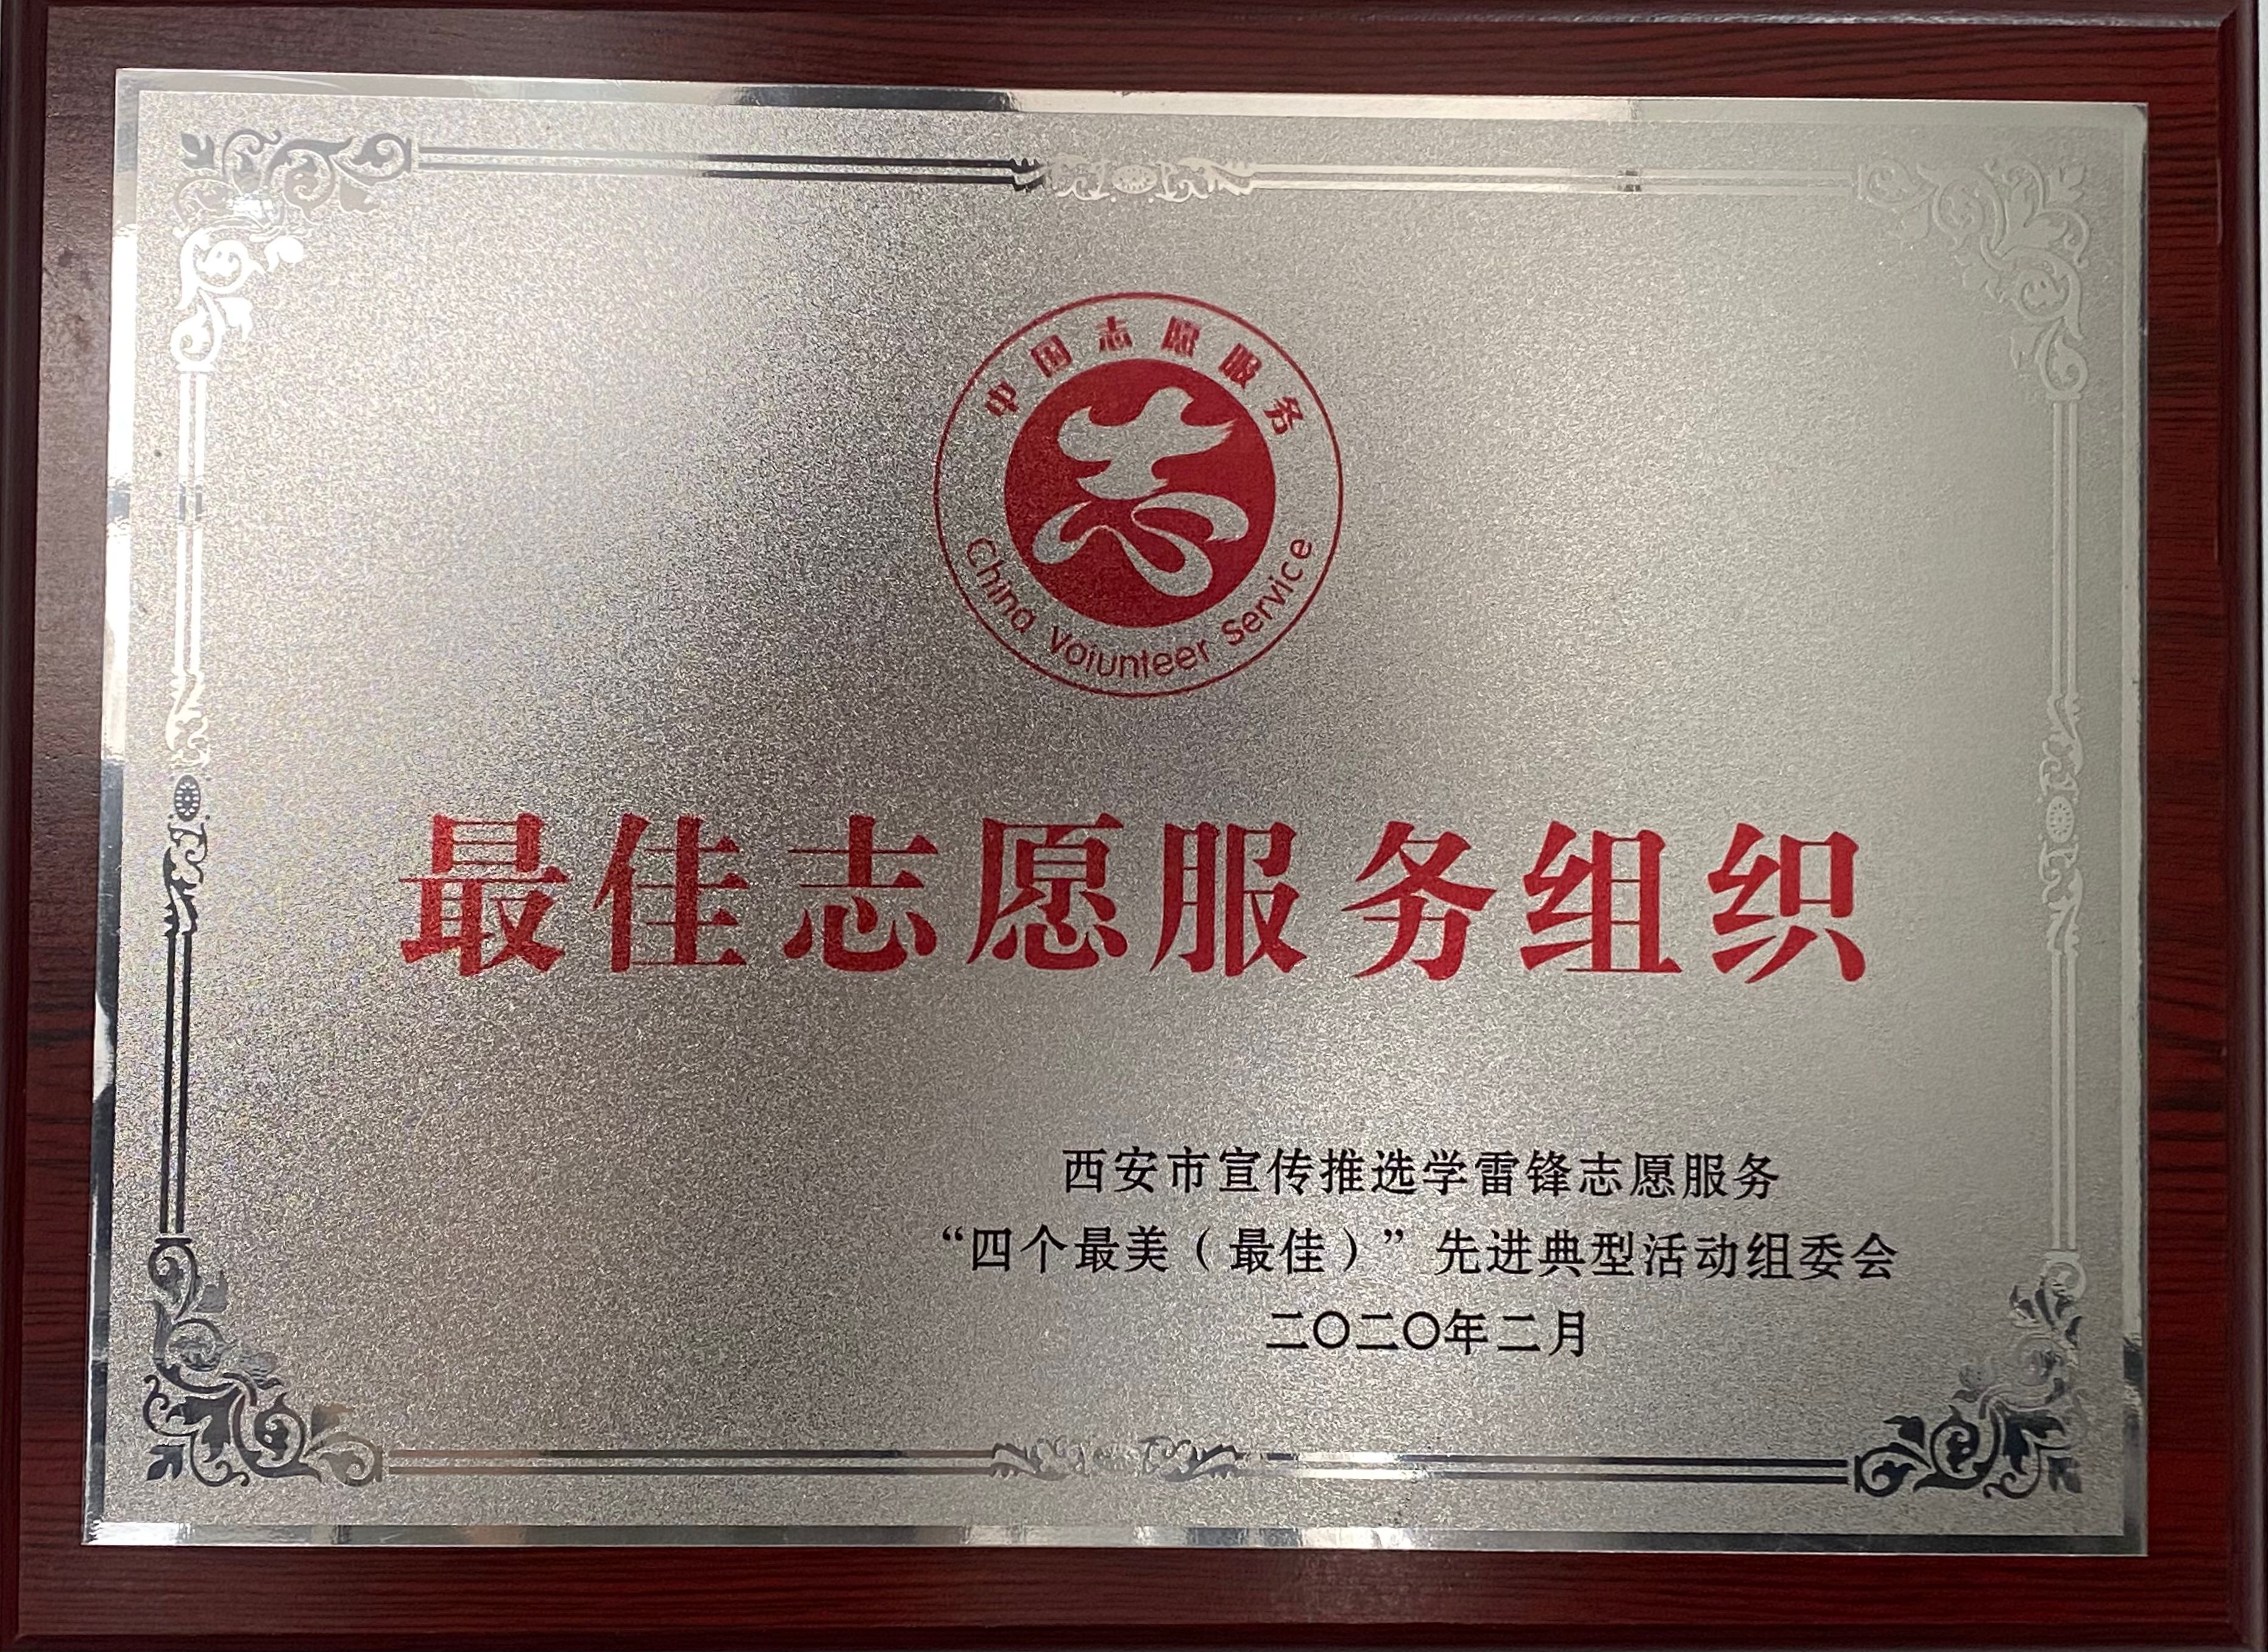 中国志愿服务
志
China Volunteer Service
最佳志愿服务组织
西安市宣传推选学雷锋志愿服务
“四个最美（最佳）”先进典型活动组委会
二〇二〇年二月